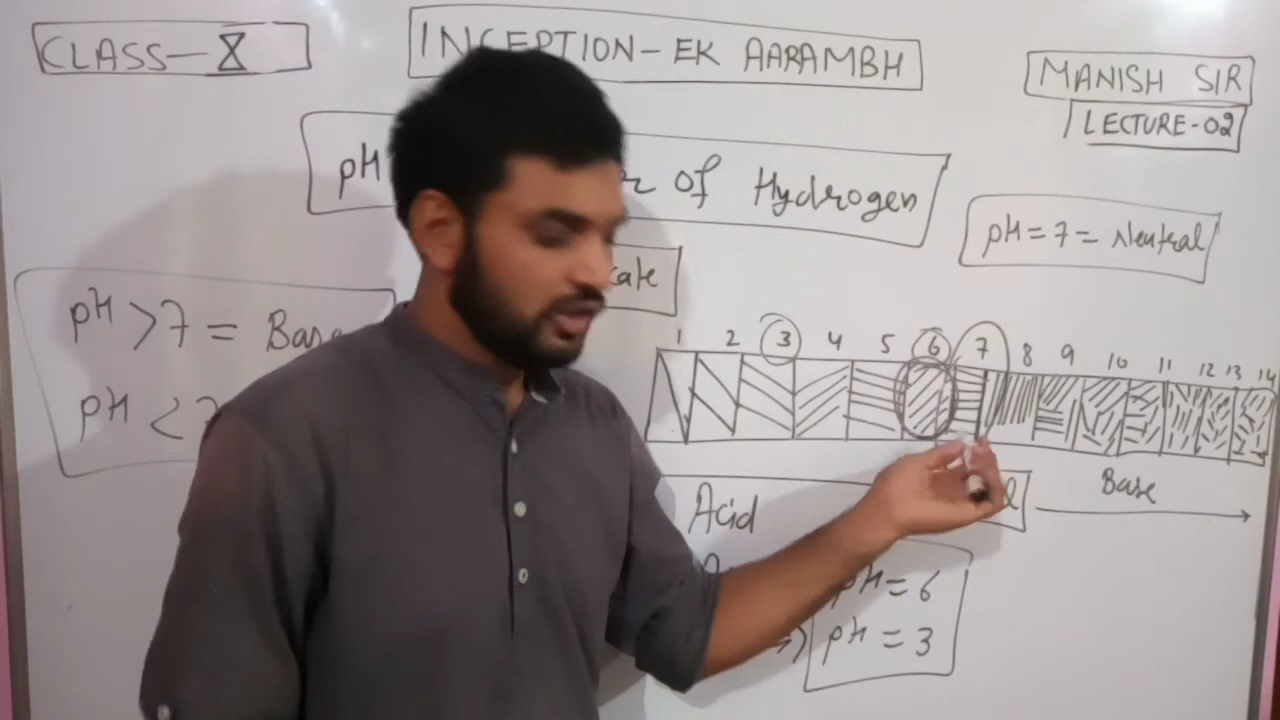 CLASS-X
INCEPTION-EK AARAMBH
MANISH SIR
LECTURE-02
pH of Hydrogen
pH = 7 = Neutral
pH > 7 = Base
pH <
1 2 3 4 5 6 7 8 9 10 11 12 13 14
Acid
Base
pH = 6
pH = 3